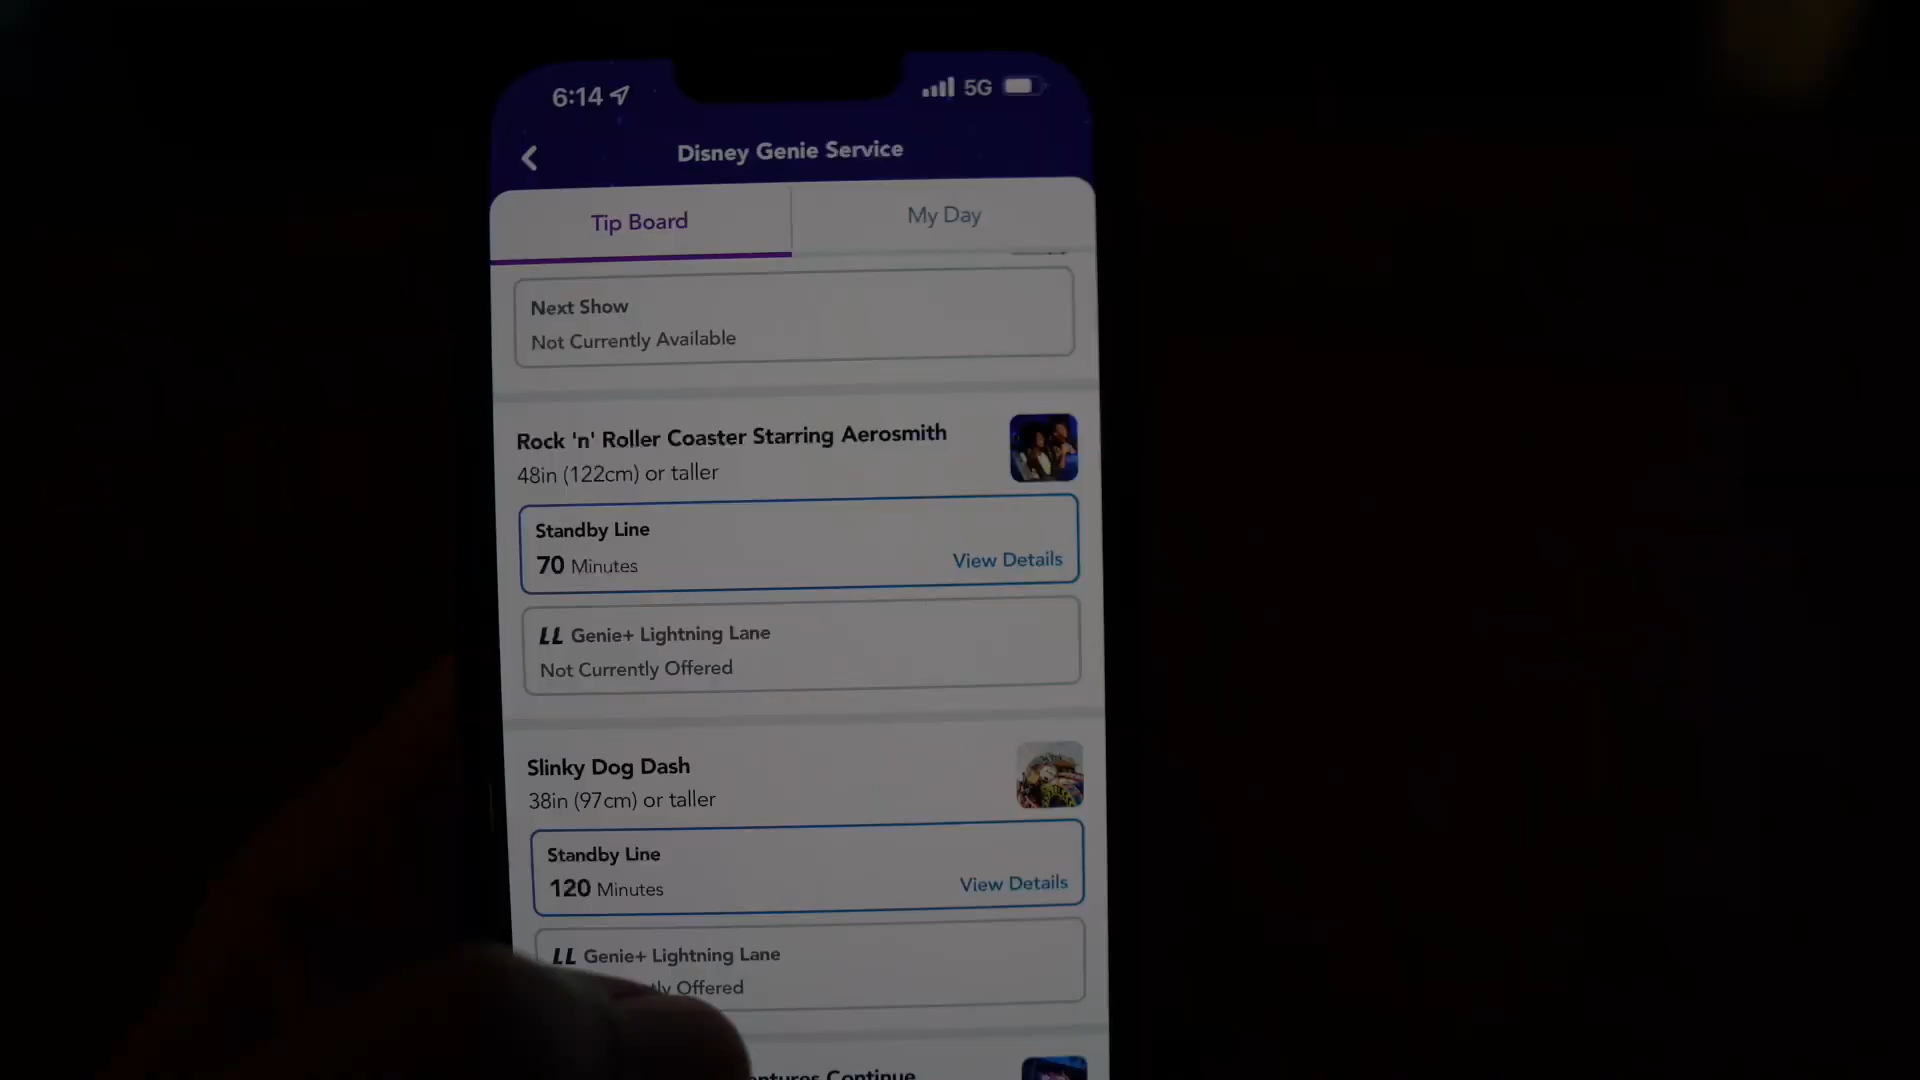 6:14
5G
Disney Genie Service
Tip Board
My Day
Next Show
Not Currently Available
Rock 'n' Roller Coaster Starring Aerosmith
48in (122cm) or taller
Standby Line
70 Minutes
View Details
LL Genie+ Lightning Lane
Not Currently Offered
Slinky Dog Dash
38in (97cm) or taller
Standby Line
120 Minutes
View Details
LL Genie+ Lightning Lane
Offered
Continue